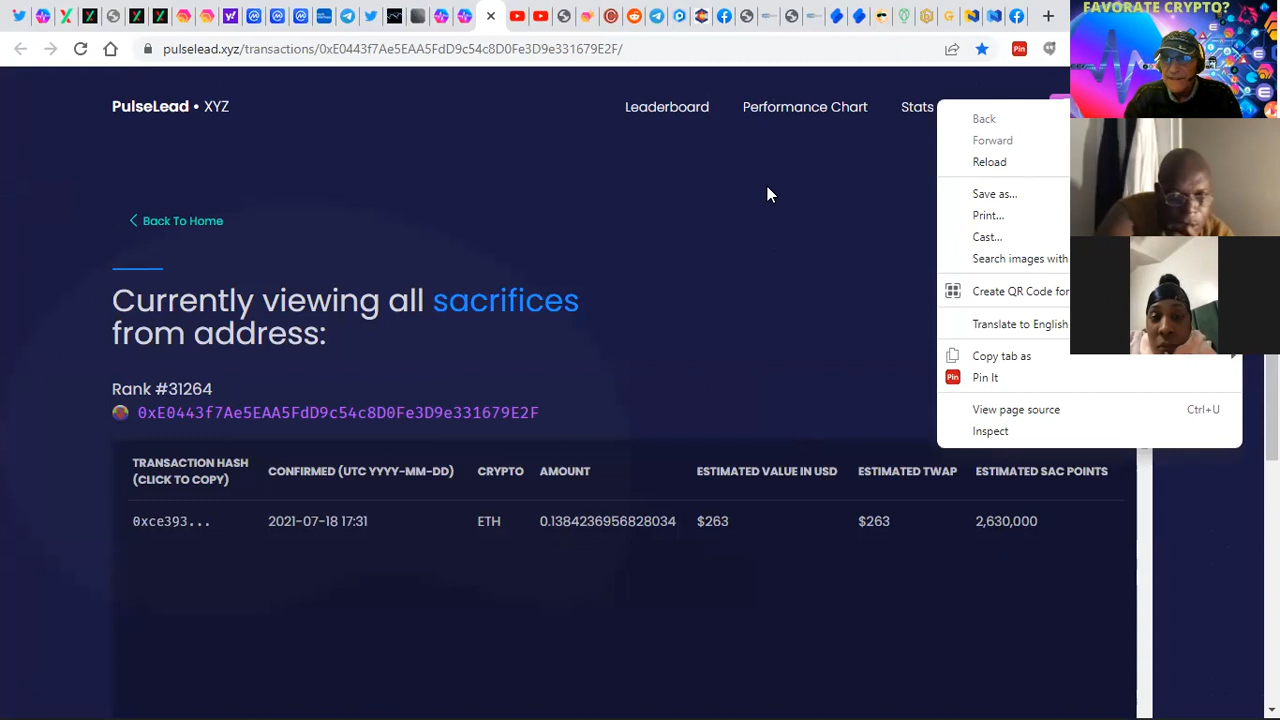 FAVORATE CRYPTO?
pulselead.xyz/transactions/0xE0443f7Ae5EAA5FdD9c54c8D0Fe3D9e331679E2F/
Pin
PulseLead • XYZ
Leaderboard
Performance Chart
Stats
Back
Forward
Reload
Save as...
Print...
Cast...
Search images with
Create QR Code for
Translate to English
Copy tab as
Pin
Pin It
View page source
Ctrl+U
Inspect
Back To Home
Currently viewing all sacrifices
from address:
Rank #31264
0xE0443f7Ae5EAA5FdD9c54c8D0Fe3D9e331679E2F
TRANSACTION HASH
(CLICK TO COPY)
CONFIRMED (UTC YYYY-MM-DD)
CRYPTO
AMOUNT
ESTIMATED VALUE IN USD
ESTIMATED TWAP
ESTIMATED SAC POINTS
0xce393...
2021-07-18 17:31
ETH
0.1384236956828034
$263
$263
2,630,000